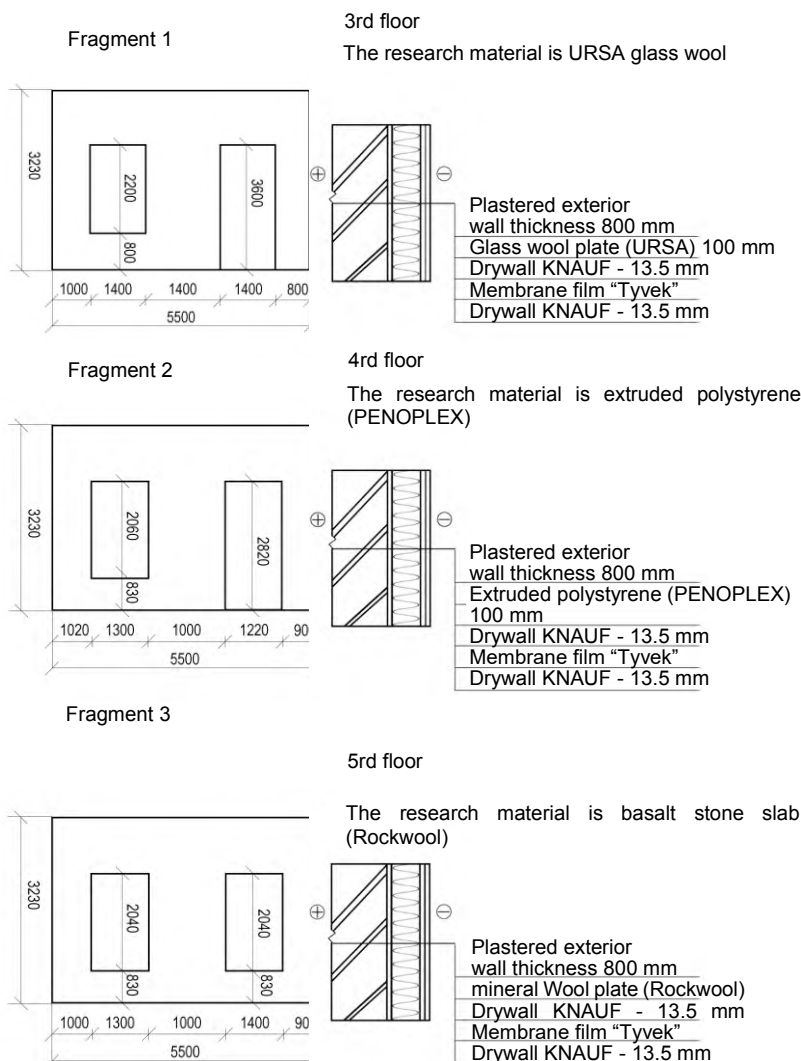 Fragment 1
3rd floor
The research material is URSA glass wool
3230
2200
800
3600
1000 1400 1400 1400 800
5500
Plastered exterior
wall thickness 800 mm
Glass wool plate (URSA) 100 mm
Drywall KNAUF - 13.5 mm
Membrane film “Tyvek”
Drywall KNAUF - 13.5 mm
Fragment 2
4rd floor
The research material is extruded polystyrene
(PENOPLEX)
3230
2060
830
2820
1020 1300 1000 1220 90
5500
Plastered exterior
wall thickness 800 mm
Extruded polystyrene (PENOPLEX)
100 mm
Drywall KNAUF - 13.5 mm
Membrane film “Tyvek”
Drywall KNAUF - 13.5 mm
Fragment 3
5rd floor
The research material is basalt stone slab
(Rockwool)
3230
2040
830
2040
830
1000 1300 1000 1400 90
5500
Plastered exterior
wall thickness 800 mm
mineral Wool plate (Rockwool)
Drywall KNAUF - 13.5 mm
Membrane film “Tyvek”
Drywall KNAUF - 13.5 mm